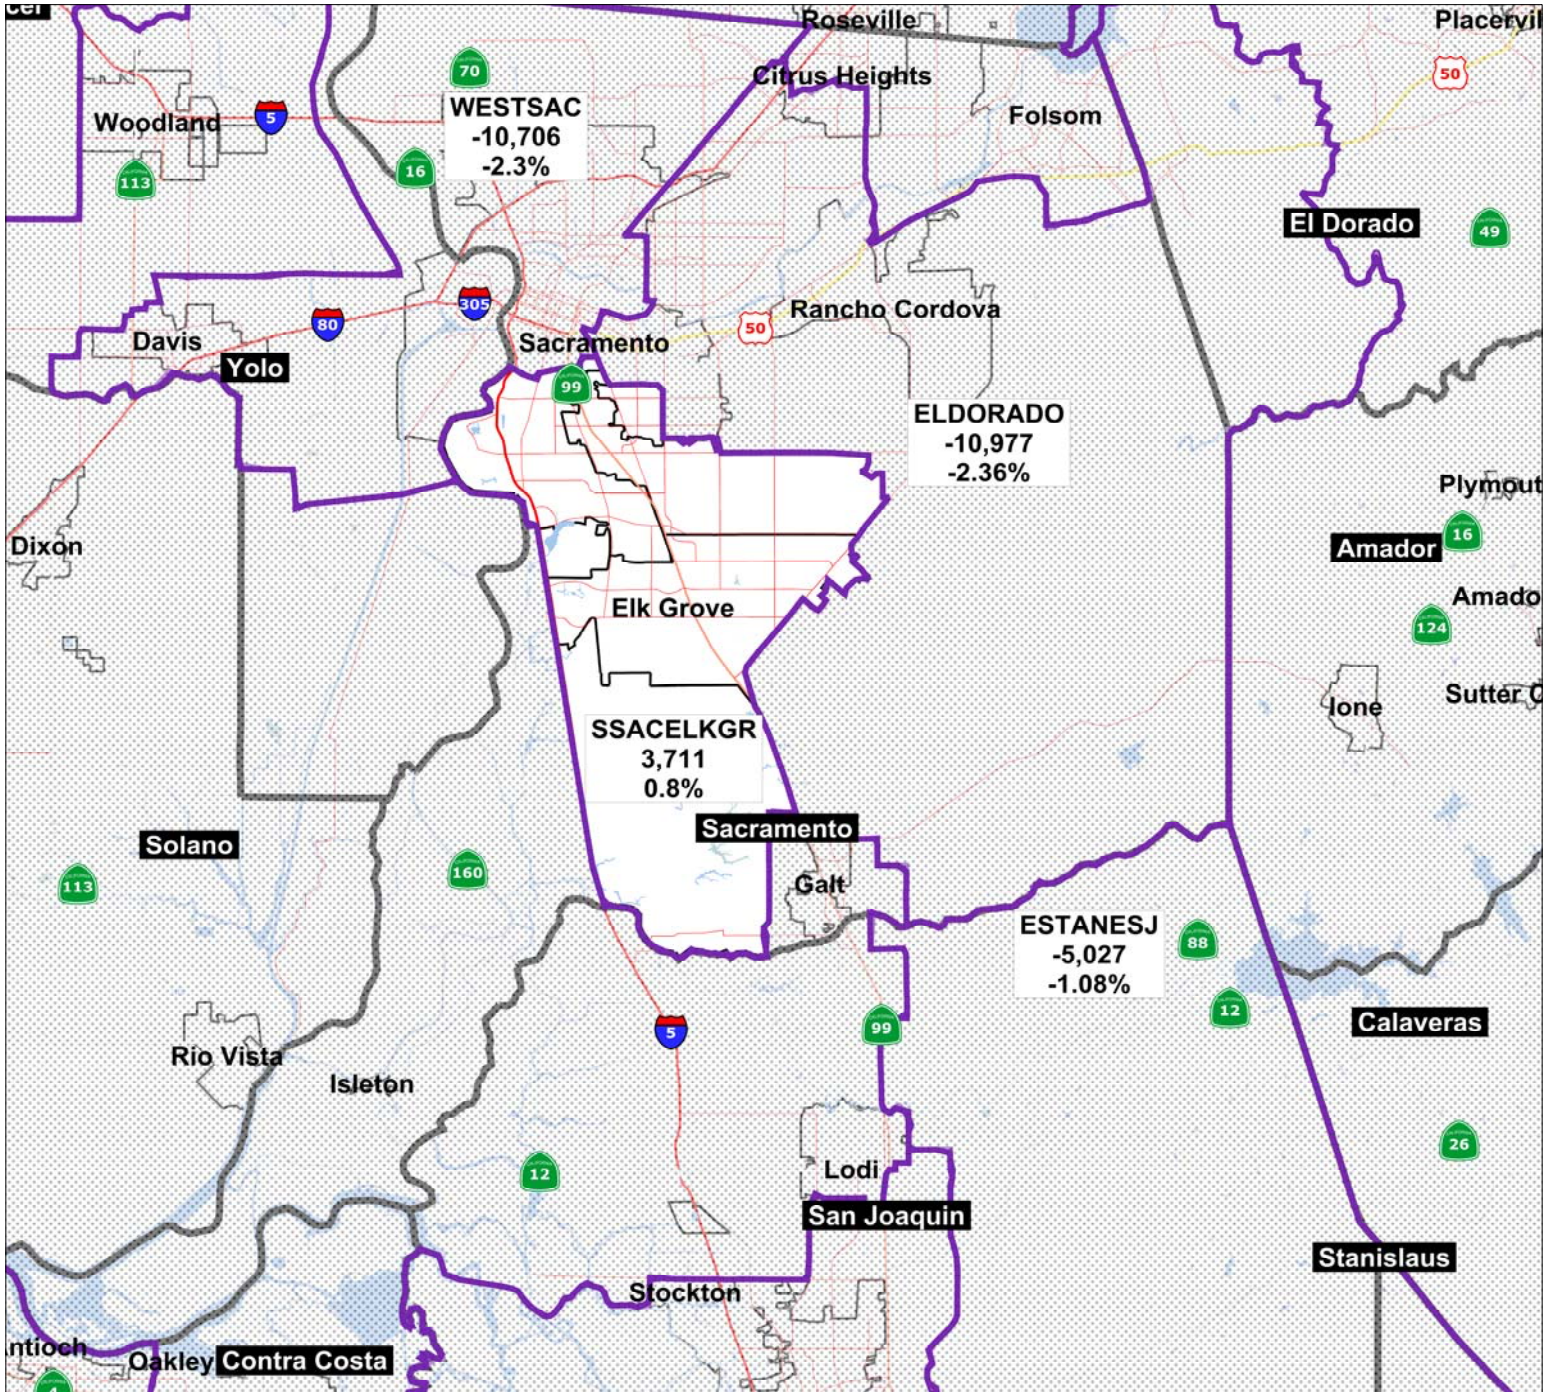 cer
Roseville
Placervil
70
Citrus Heights
50
WESTSAC
-10,706
-2.3%
Folsom
Woodland
5
16
113
El Dorado
49
305
80
Rancho Cordova
50
Davis
Sacramento
Yolo
99
ELDORADO
-10,977
-2.36%
Plymout
Dixon
16
Amador
Elk Grove
Amado
124
Sutter C
Ione
SSACELKGR
3,711
0.8%
Sacramento
Solano
113
160
Galt
ESTANESJ
-5,027
-1.08%
88
12
Calaveras
5
99
Rio Vista
Isleton
26
12
Lodi
San Joaquin
Stanislaus
Stockton
ntioch
Oakley
Contra Costa
4